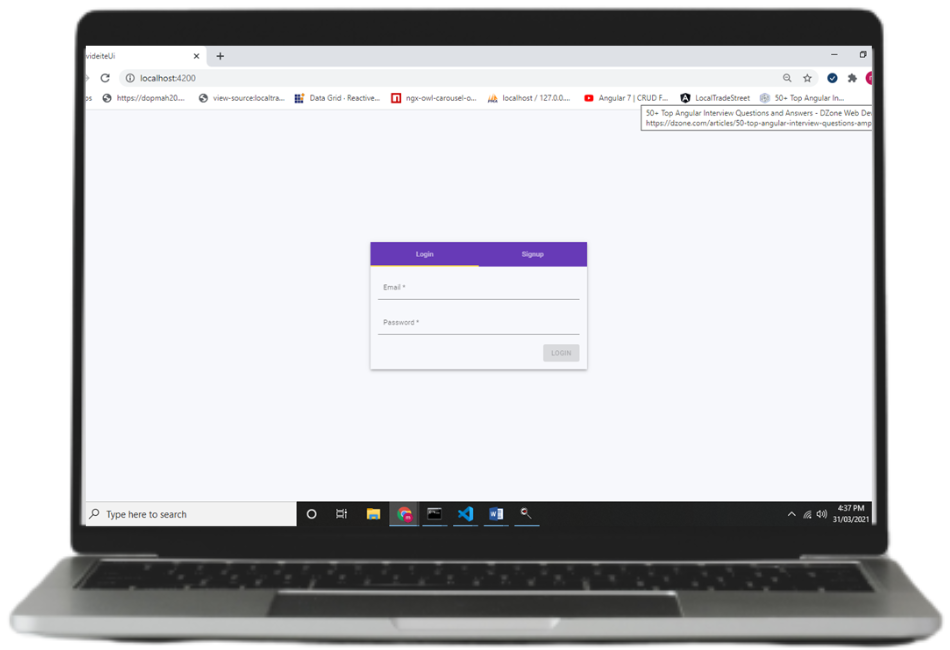 videiteUi
localhost:4200
ps https://dopmah20.... view-source:localtra... Data Grid - Reactive... ngx-owl-carousel-o... localhost / 127.0.0.... Angular 7 | CRUD F... LocalTradeStreet 50+ Top Angular In...
50+ Top Angular Interview Questions and Answers - DZone Web De
https://dzone.com/articles/50-top-angular-interview-questions-amp
Login Signup
Email *
Password *
LOGIN
Type here to search
4:37 PM
31/03/2021